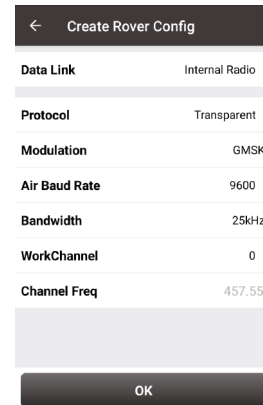 ← Create Rover Config
Data Link Internal Radio
Protocol Transparent
Modulation GMSK
Air Baud Rate 9600
Bandwidth 25kHz
WorkChannel 0
Channel Freq 457.55
OK